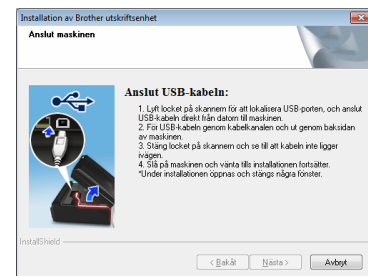 Installation av Brother utskriftsenhet
Anslut maskinen
Anslut USB-kabeln:
1. Lyft locket på skannern för att lokalisera USB-porten, och anslut
USB-kabeln direkt från datorn till maskinen.
2. För USB-kabeln genom kabelkanalen och ut genom baksidan
av maskinen.
3. Stäng locket på skannern och se till att kabeln inte ligger
ivägen.
4. Slå på maskinen och vänta tills installationen fortsätter.
*Under installationen öppnas och stängs några fönster.
InstallShield
< Bakåt
Nästa >
Avbryt